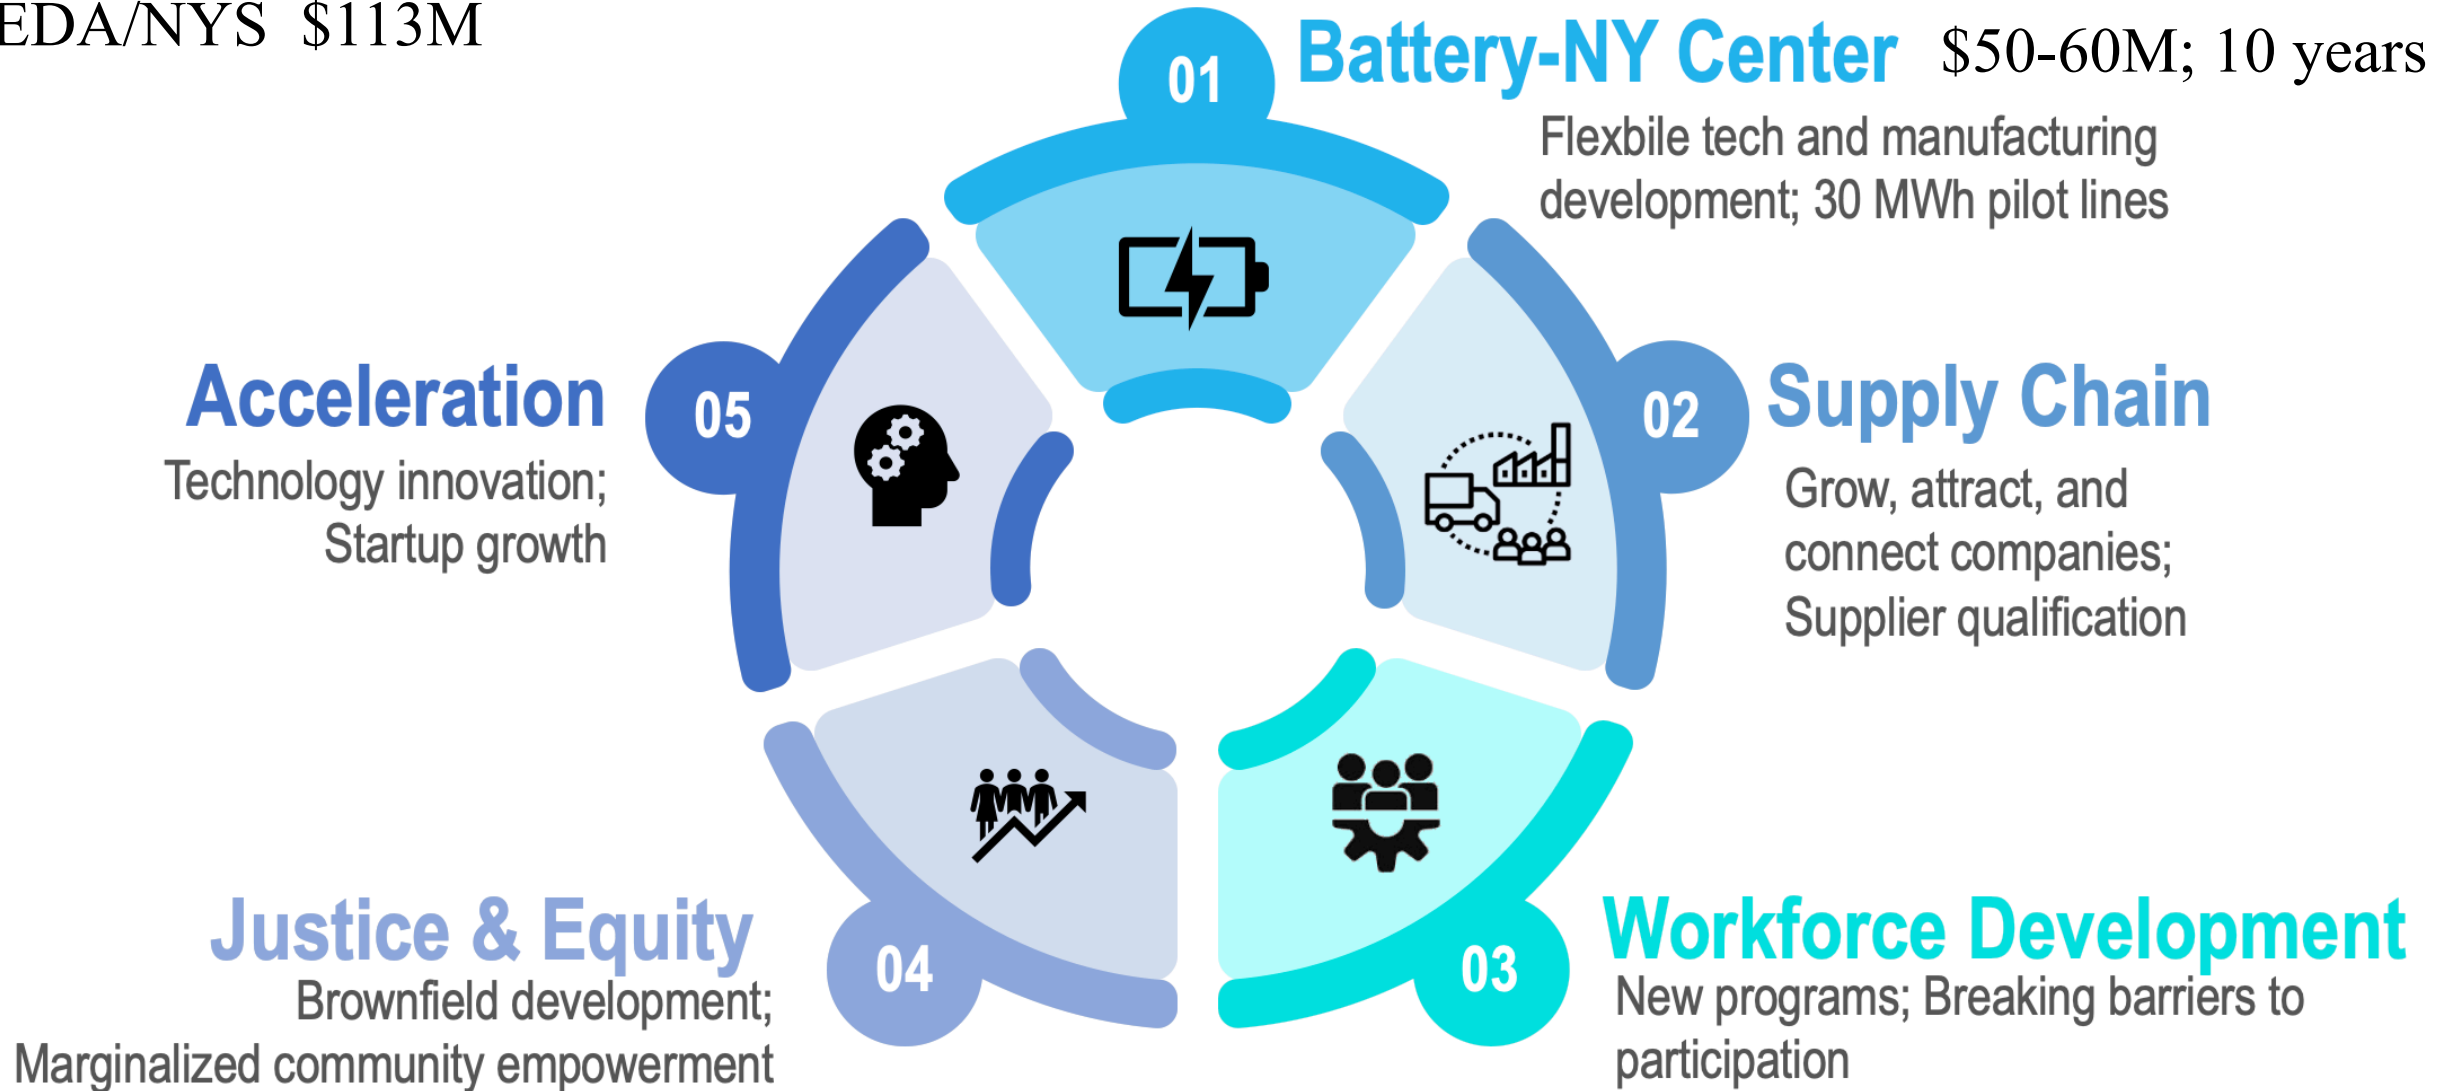 EDA/NYS $113M
01
Battery-NY Center $50-60M; 10 years
Flexbile tech and manufacturing
development; 30 MWh pilot lines
02
Supply Chain
Grow, attract, and
connect companies;
Supplier qualification
03
Workforce Development
New programs; Breaking barriers to
participation
04
Justice & Equity
Brownfield development;
Marginalized community empowerment
05
Acceleration
Technology innovation;
Startup growth